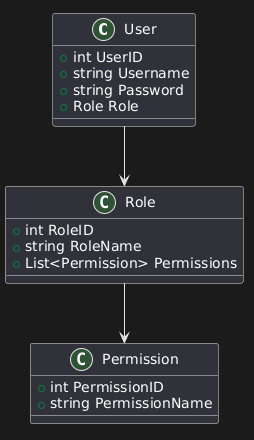 C User
int UserID
string Username
string Password
Role Role
C Role
int RoleID
string RoleName
List<Permission> Permissions
C Permission
int PermissionID
string PermissionName